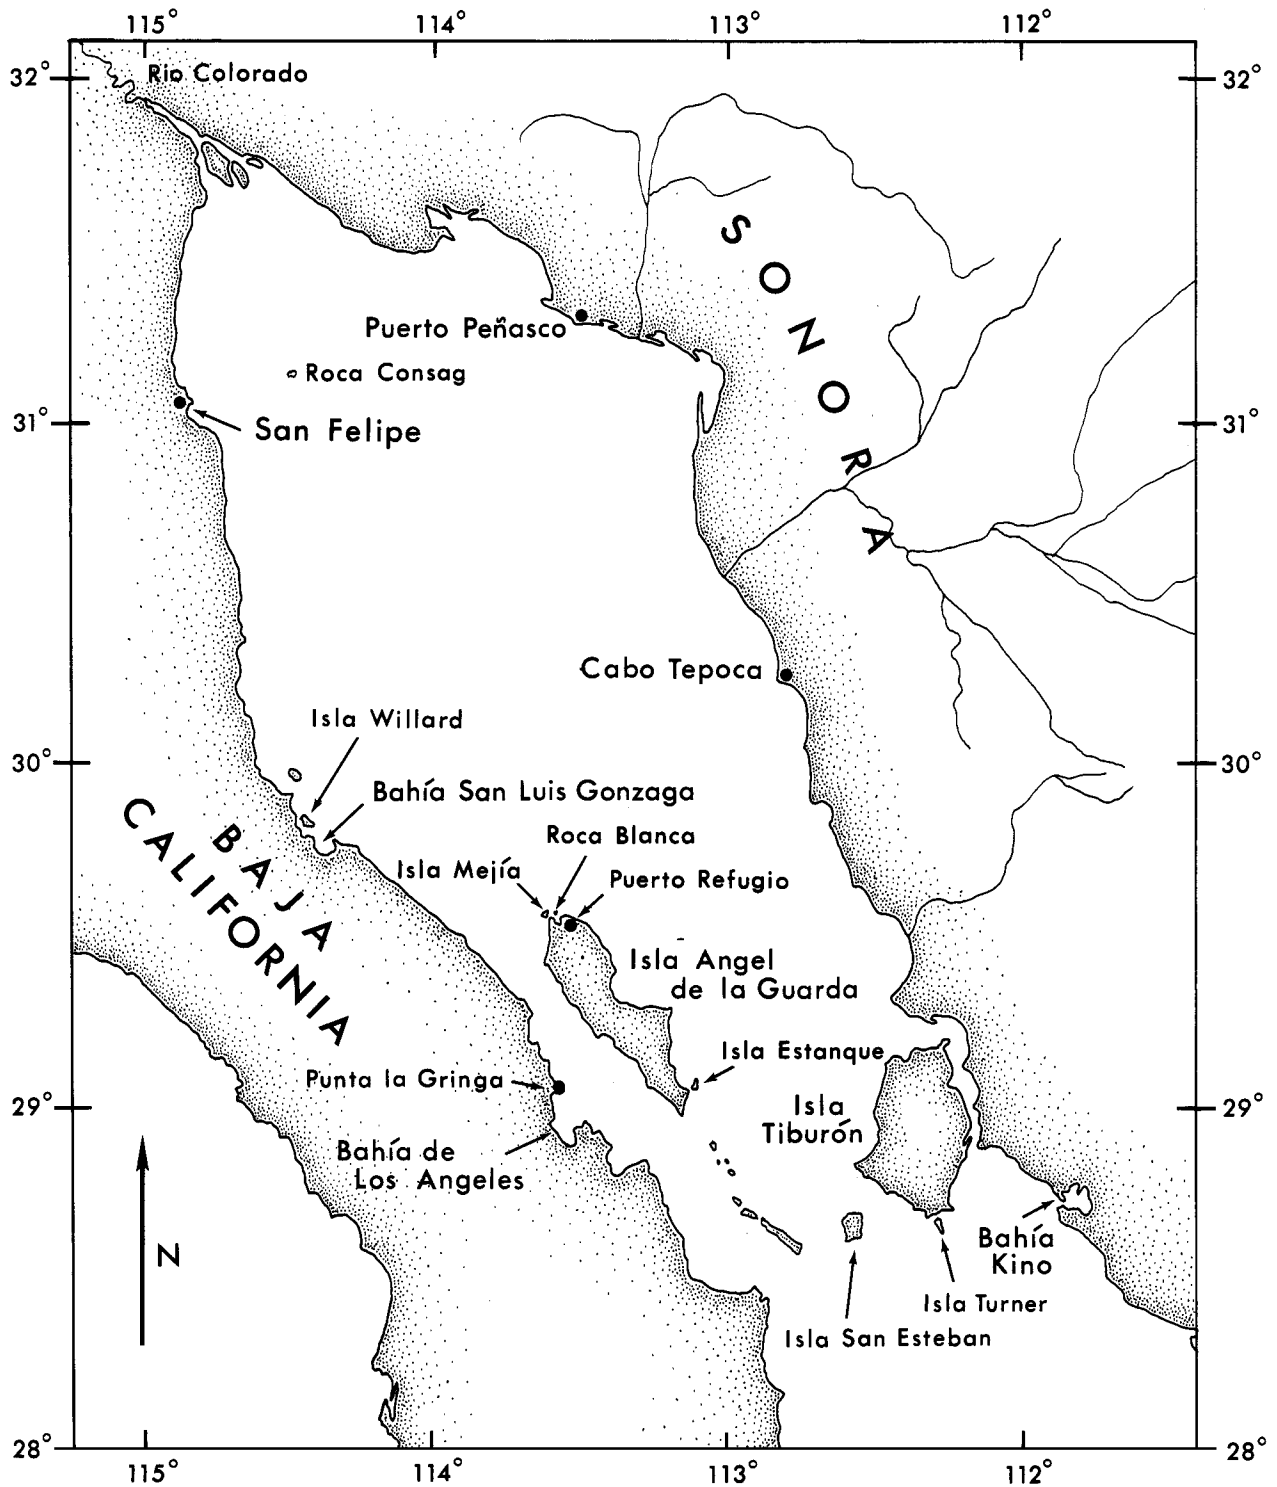 115° 114° 113° 112°
32° Rio Colorado 32°
SONORA
Puerto Peñasco
Roca Consag
31° San Felipe 31°
Cabo Tepoca
Isla Willard
30° 30°
Bahía San Luis Gonzaga
BAJA
CALIFORNIA
Roca Blanca
Isla Mejía
Puerto Refugio
Isla Angel
de la Guarda
Isla Estanque
Punta la Gringa
29° 29°
Isla
Tiburón
Bahía de
Los Angeles
Bahía
Kino
N
Isla Turner
Isla San Esteban
28° 28°
115° 114° 113° 112°